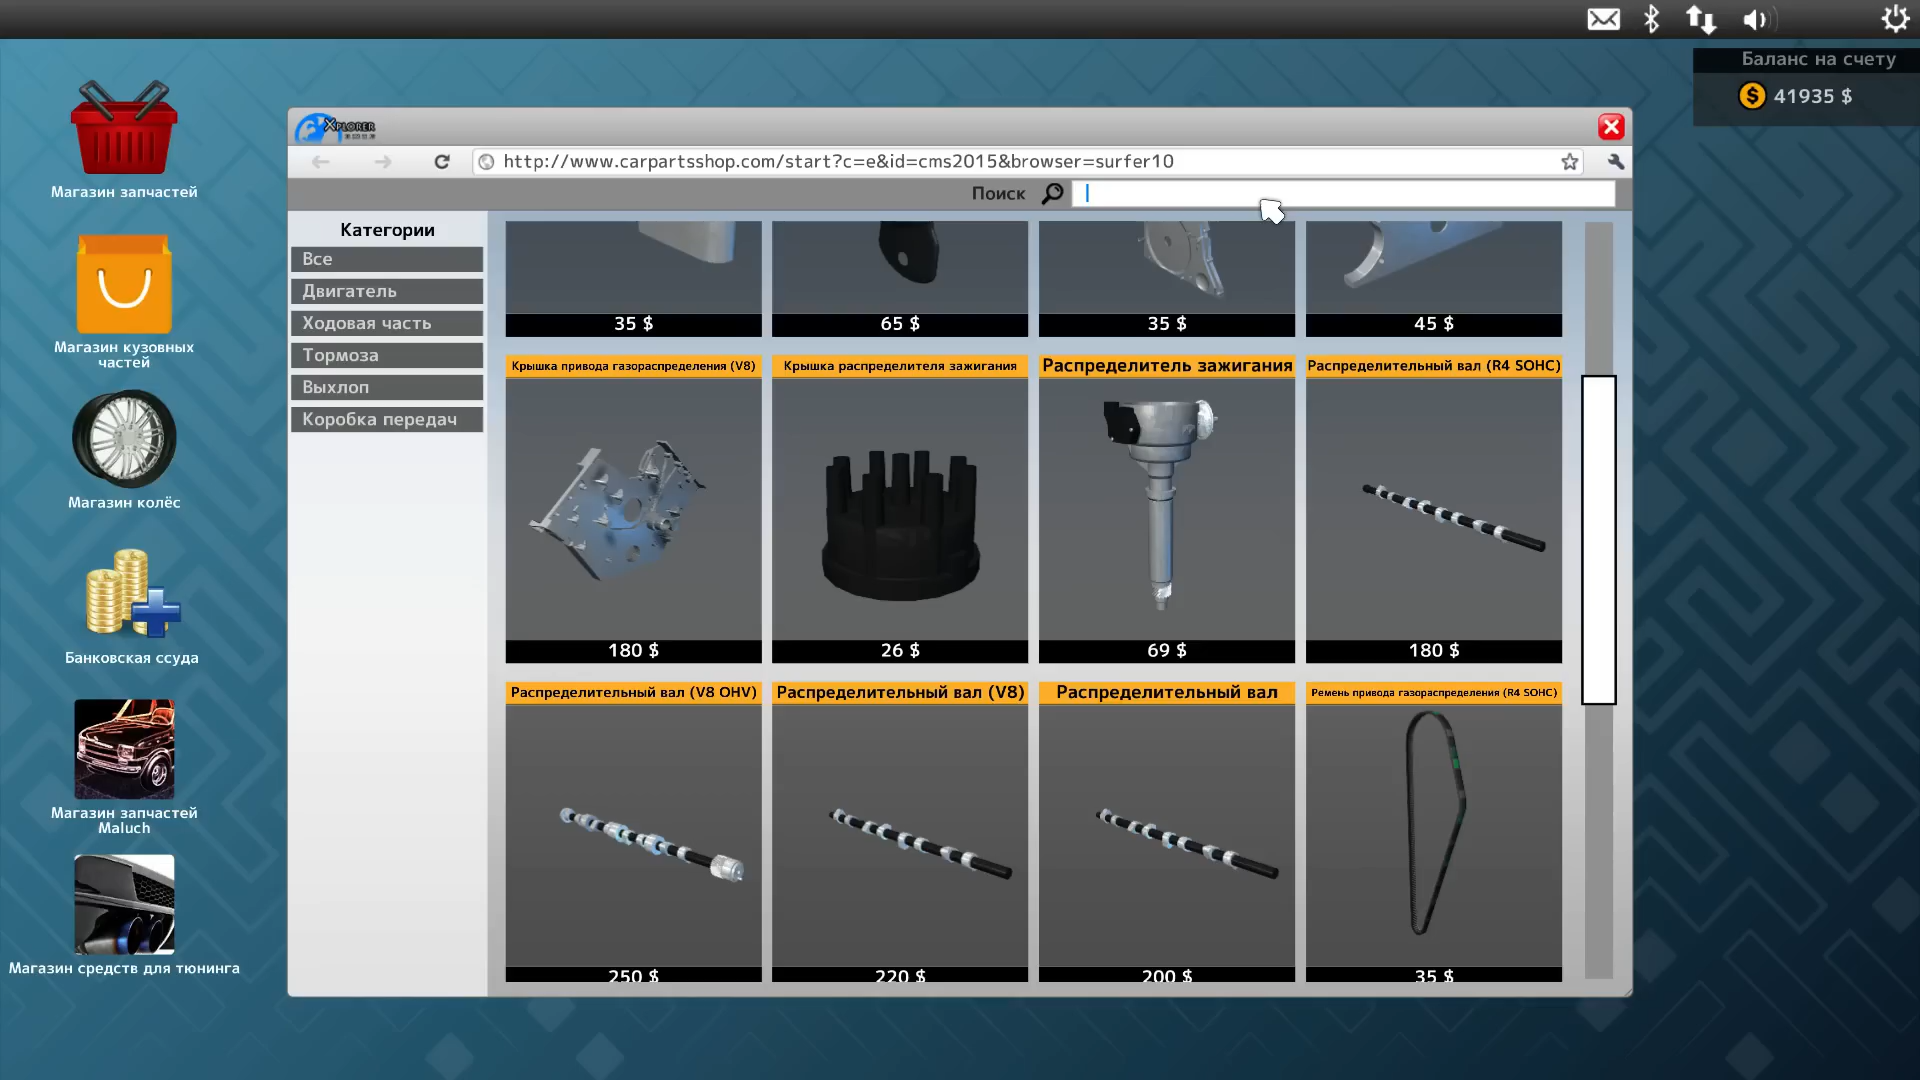 Баланс на счету
41935 $
XPLORER
http://www.carpartsshop.com/start?c=e&id=cms2015&browser=surfer10
Поиск
Магазин запчастей
Магазин кузовных
частей
Магазин колёс
Банковская ссуда
Магазин запчастей
Maluch
Магазин средств для тюнинга
Категории
Все
Двигатель
Ходовая часть
Тормоза
Выхлоп
Коробка передач
35 $
65 $
35 $
45 $
Крышка привода газораспределения (V8)
Крышка распределителя зажигания
Распределитель зажигания
Распределительный вал (R4 SOHC)
180 $
26 $
69 $
180 $
Распределительный вал (V8 OHV)
Распределительный вал (V8)
Распределительный вал
Ремень привода газораспределения (R4 SOHC)
250 $
220 $
200 $
35 $